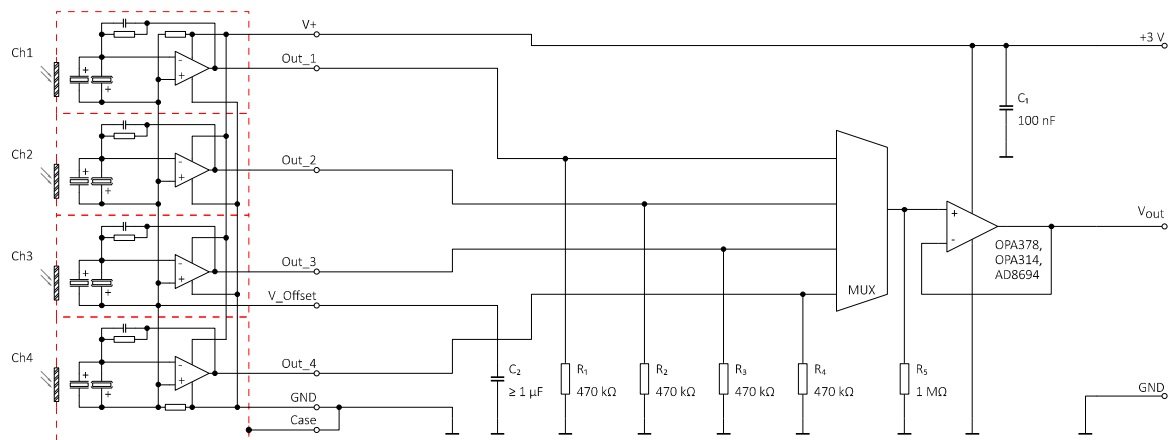 V+
+3 V
Ch1
Out_1
C₁
100 nF
Ch2
Out_2
Vout
OPA378,
OPA314,
AD8694
Ch3
Out_3
V_Offset
MUX
Ch4
Out_4
C₂
≥ 1 µF
R₁
470 kΩ
R₂
470 kΩ
R₃
470 kΩ
R₄
470 kΩ
R₅
1 MΩ
GND
GND
Case